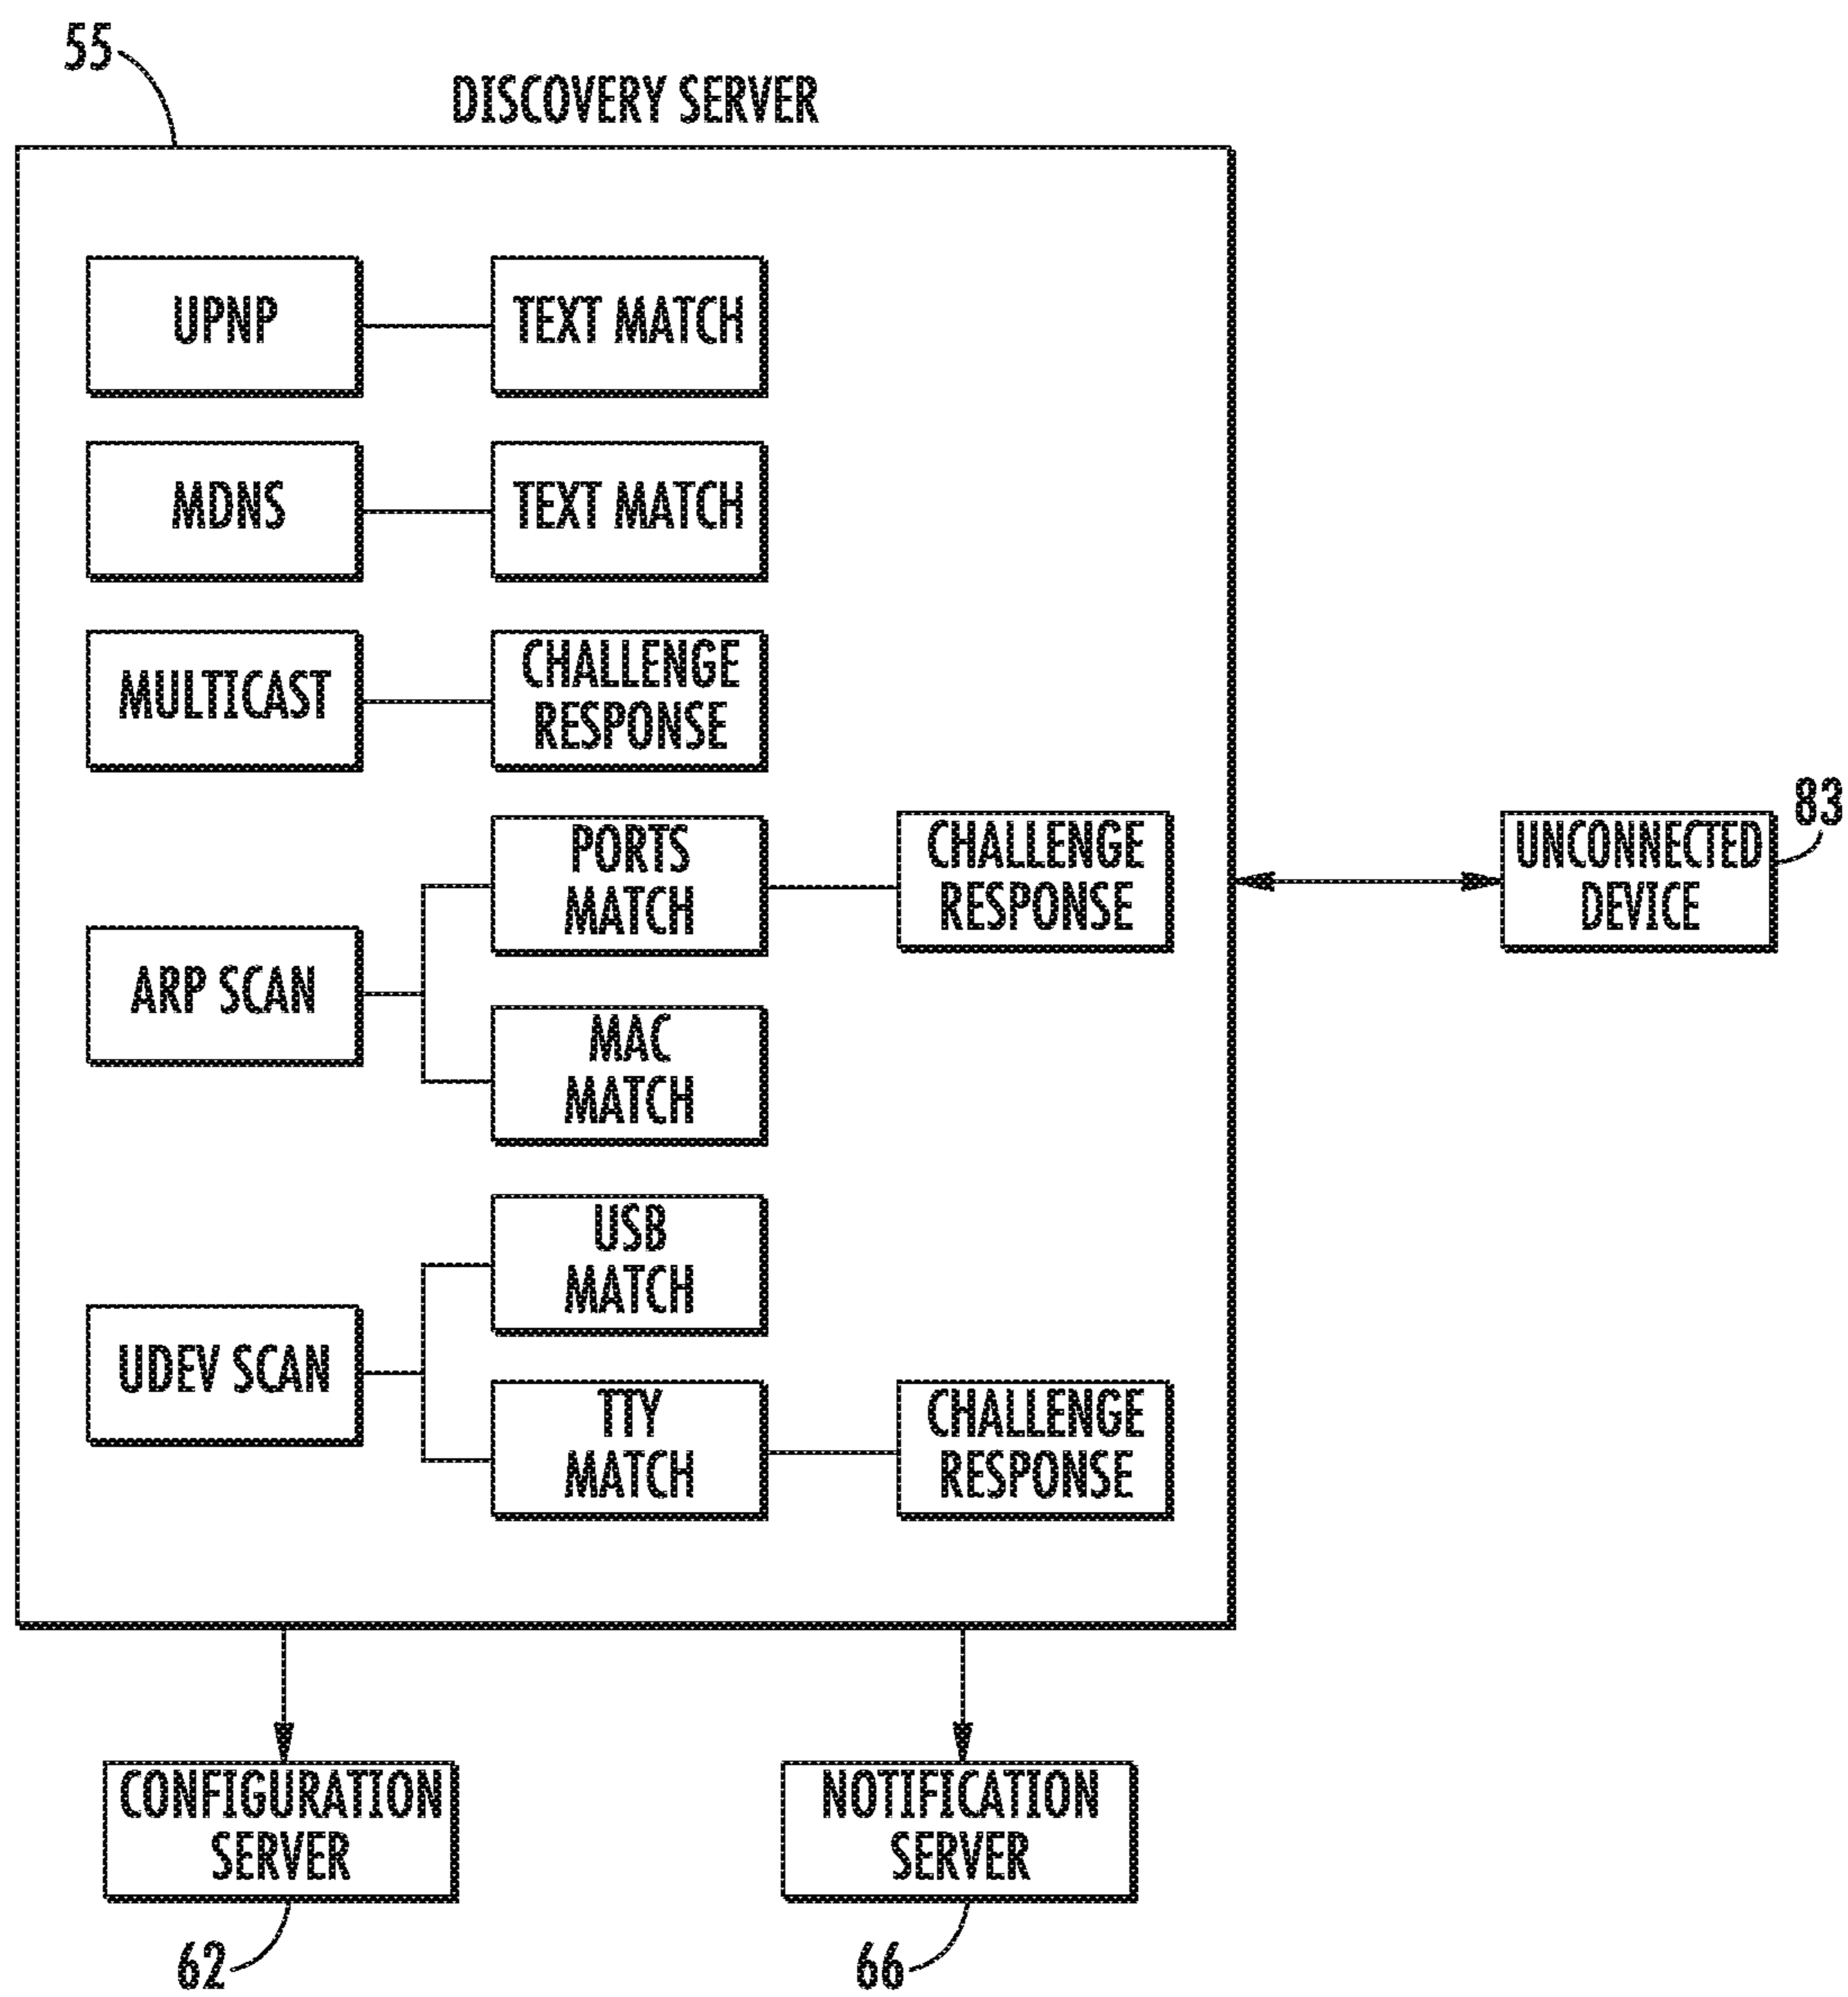 55
DISCOVERY SERVER
UPNP
TEXT MATCH
MDNS
TEXT MATCH
MULTICAST
CHALLENGE
RESPONSE
PORTS
MATCH
CHALLENGE
RESPONSE
83
UNCONNECTED
DEVICE
ARP SCAN
MAC
MATCH
USB
MATCH
UDEV SCAN
TTY
MATCH
CHALLENGE
RESPONSE
CONFIGURATION
SERVER
NOTIFICATION
SERVER
62
66